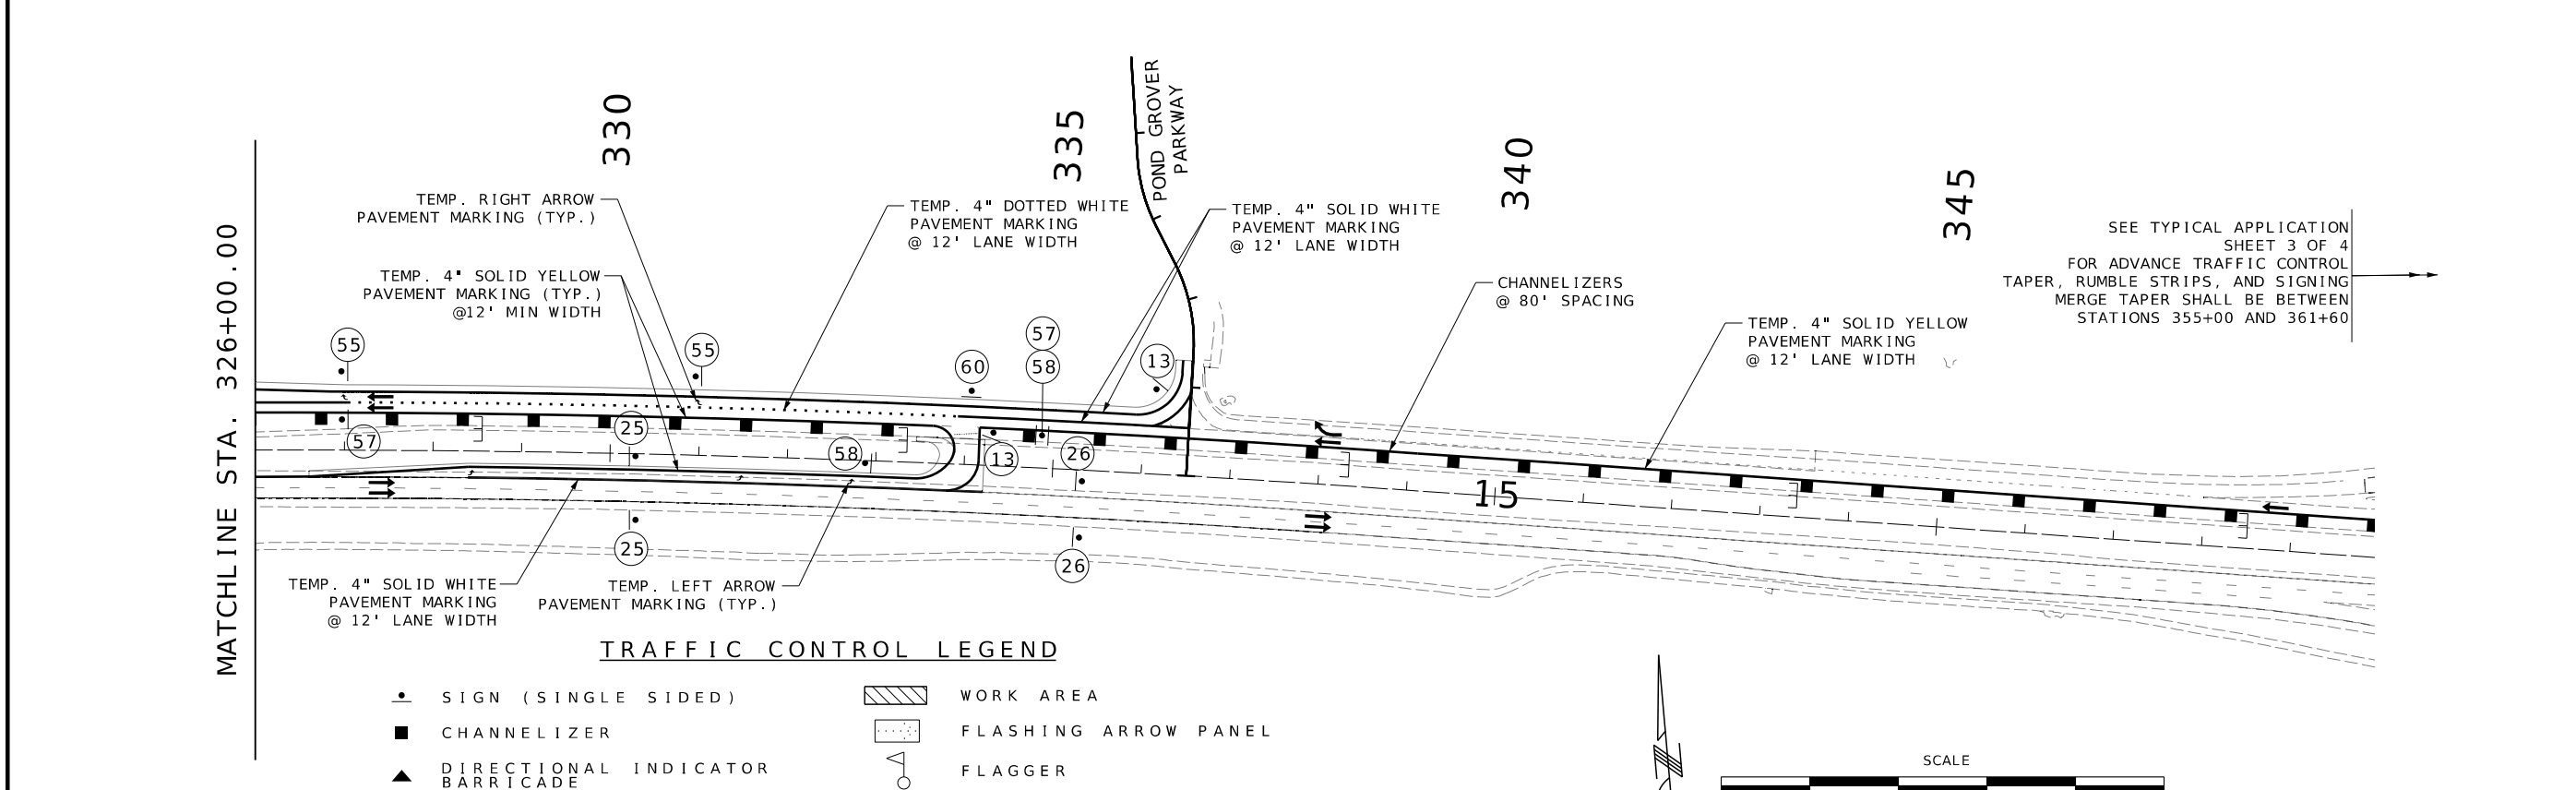 MATCHLINE STA. 326+00.00
330
335
340
345
POND GROVER
PARKWAY
TEMP. RIGHT ARROW
PAVEMENT MARKING (TYP.)
TEMP. 4" SOLID YELLOW
PAVEMENT MARKING (TYP.)
@12' MIN WIDTH
TEMP. 4" DOTTED WHITE
PAVEMENT MARKING
@ 12' LANE WIDTH
TEMP. 4" SOLID WHITE
PAVEMENT MARKING
@ 12' LANE WIDTH
CHANNELIZERS
@ 80' SPACING
TEMP. 4" SOLID YELLOW
PAVEMENT MARKING
@ 12' LANE WIDTH
SEE TYPICAL APPLICATION
SHEET 3 OF 4
FOR ADVANCE TRAFFIC CONTROL
TAPER, RUMBLE STRIPS, AND SIGNING
MERGE TAPER SHALL BE BETWEEN
STATIONS 355+00 AND 361+60
55
55
60
57
58
13
57
25
58
13
26
15
25
26
TEMP. 4" SOLID WHITE
PAVEMENT MARKING
@ 12' LANE WIDTH
TEMP. LEFT ARROW
PAVEMENT MARKING (TYP.)
TRAFFIC CONTROL LEGEND
SIGN (SINGLE SIDED)
CHANNELIZER
DIRECTIONAL INDICATOR
BARRICADE
WORK AREA
FLASHING ARROW PANEL
FLAGGER
SCALE